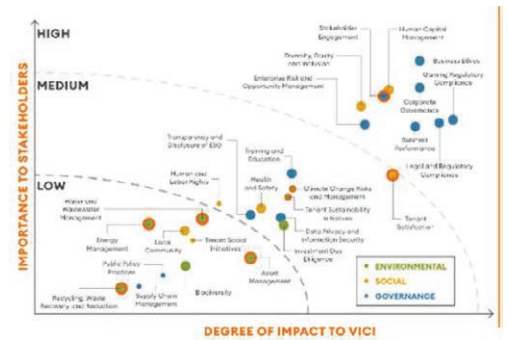 HIGH
MEDIUM
LOW
IMPORTANCE TO STAKEHOLDERS
Stakeholder
Engagement
Human Capital
Management
Diversity, Equity
and Inclusion
Business Ethics
Enterprise Risk and
Opportunity Management
Gaming Regulatory
Compliance
Corporate
Governance
Business
Performance
Legal and Regulatory
Compliance
Transparency and
Disclosure of ESG
Training and
Education
Human and
Labor Rights
Health
and Safety
Climate Change Risks
and Management
Water and
Wastewater
Management
Tenant Sustainability
Initiatives
Data Privacy and
Information Security
Tenant
Satisfaction
Energy
Management
Local
Community
Tenant Social
Initiatives
Investment Due
Diligence
Public Policy
Practices
Asset
Management
Recycling, Waste
Recovery, and Reduction
Supply Chain
Management
Biodiversity
ENVIRONMENTAL
SOCIAL
GOVERNANCE
DEGREE OF IMPACT TO VICI